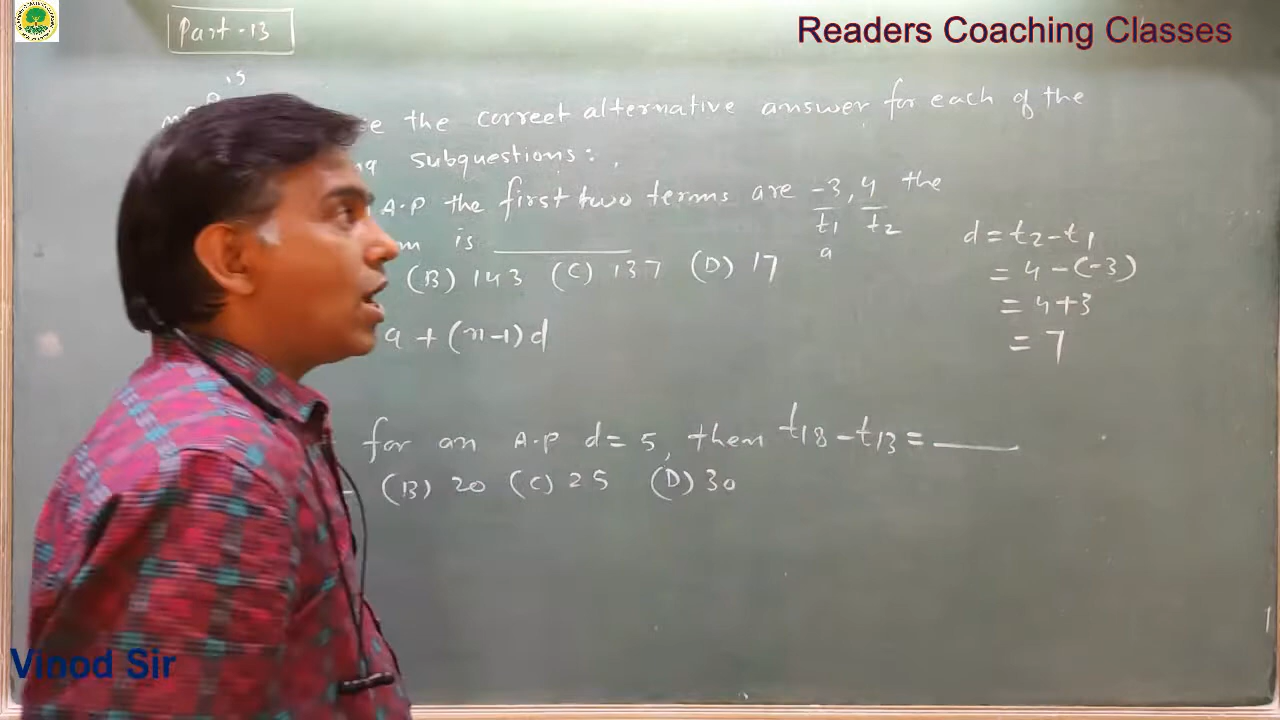 Part-13
Readers Coaching Classes
is
the correct alternative answer for each of the
subquestions:.
A.P the first two terms are -3, 4 the
t1 t2
a
is ________
(B) 143 (C) 137 (D) 17
a + (n-1)d
d = t2 - t1
= 4 - (-3)
= 4+3
= 7
for an A.P d= 5, then t18 - t13 = ____
(B) 20 (C) 25 (D) 30
Vinod Sir